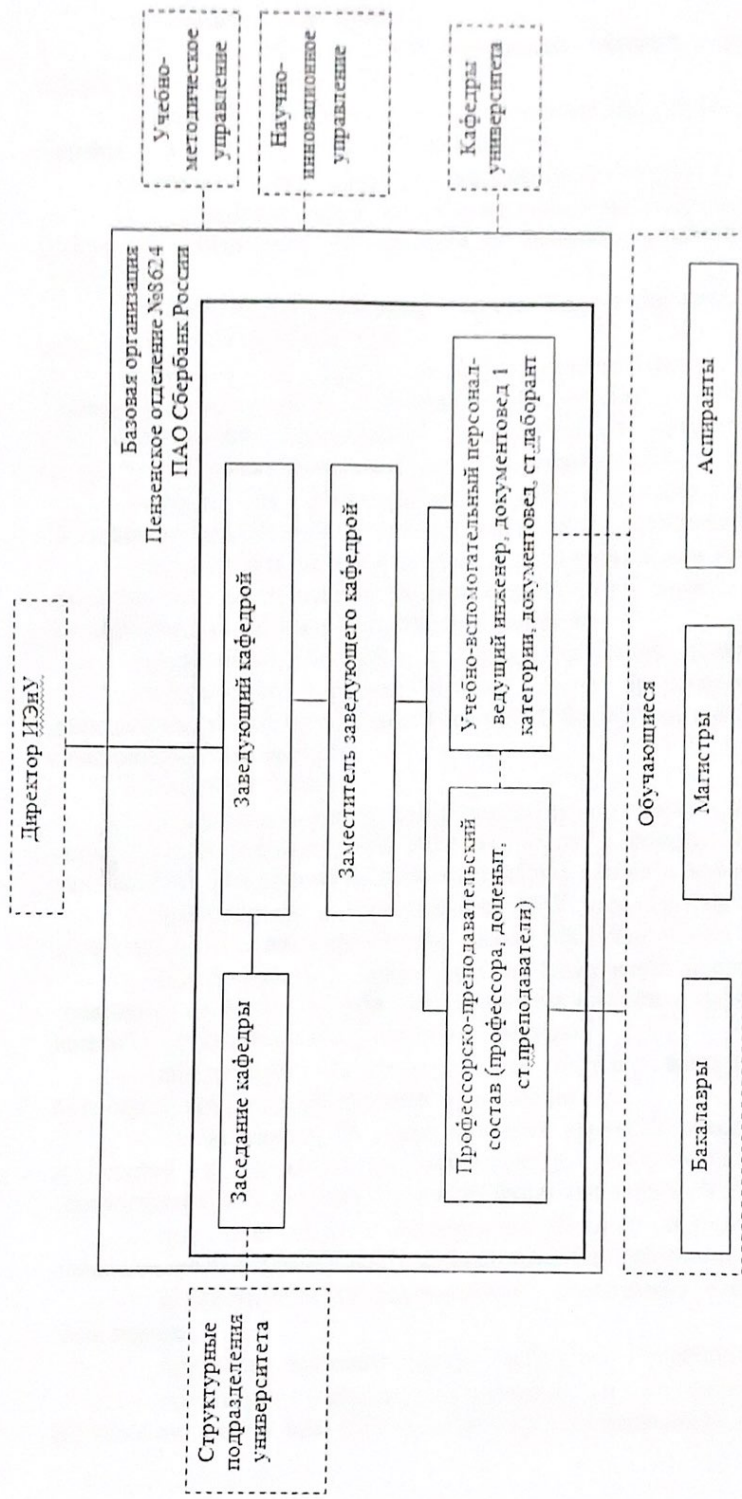 Директор ИЭиУ
Базовая организация
Пензенское отделение №8624
ПАО Сбербанк России
Учебно-
методическое
управление
Научно-
инновационное
управление
Кафедры
университета
Структурные
подразделения
университета
Заседание кафедры
Заведующий кафедрой
Заместитель заведующего кафедрой
Профессорско-преподавательский
состав (профессора, доценты,
ст.преподаватели)
Учебно-вспомогательный персонал-
ведущий инженер, документовед 1
категории, документовед, ст.лаборант
Обучающиеся
Бакалавры
Магистры
Аспиранты